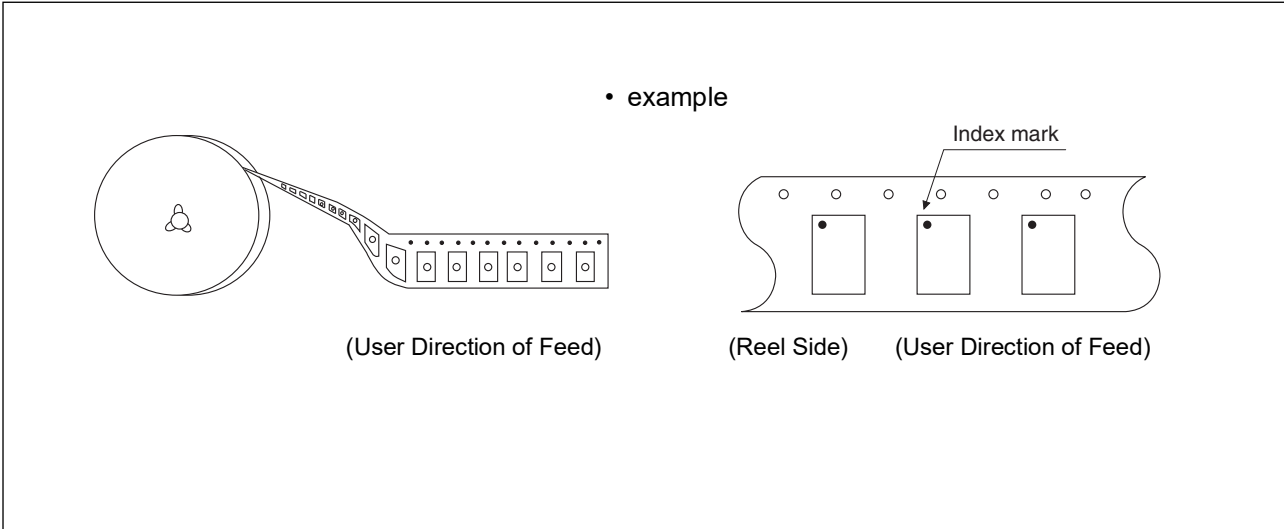 • example
Index mark
(User Direction of Feed)
(Reel Side)
(User Direction of Feed)